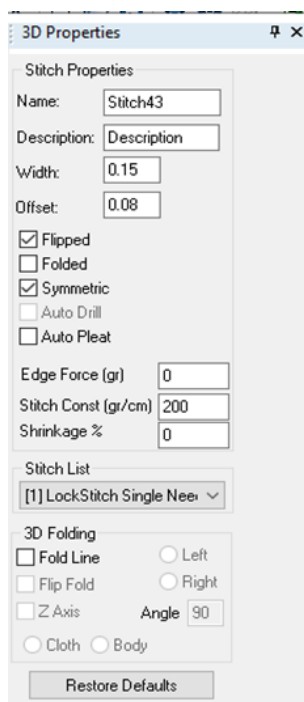 3D Properties
Stitch Properties
Name: Stitch43
Description: Description
Width: 0.15
Offset: 0.08
Flipped
Folded
Symmetric
Auto Drill
Auto Pleat
Edge Force (gr) 0
Stitch Const (gr/cm) 200
Shrinkage % 0
Stitch List
[1] LockStitch Single
3D Folding
Fold Line Left
Flip Fold Right
Z Axis Angle 90
Cloth Body
Restore Defaults